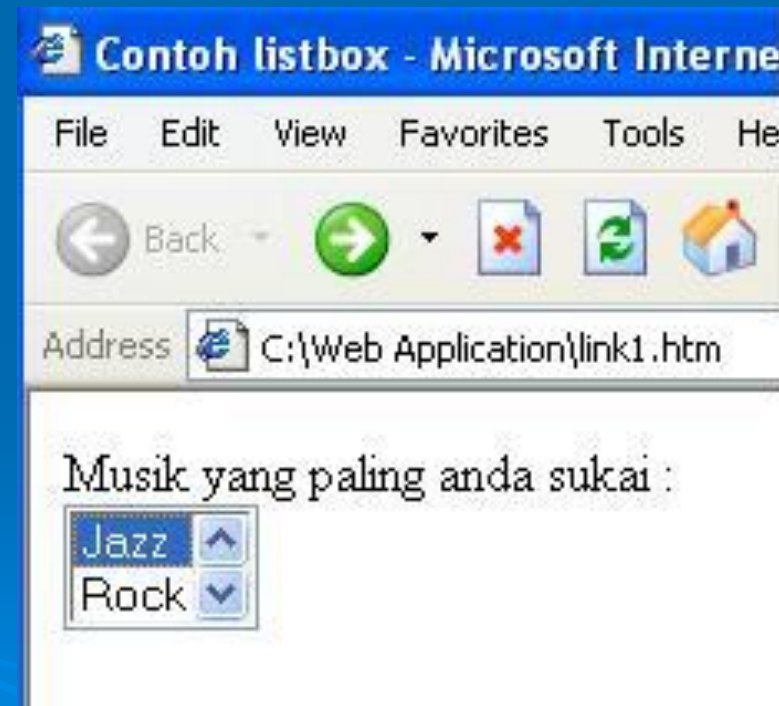 Contoh listbox - Microsoft Interne
File Edit View Favorites Tools He
Back
Address C:\Web Application\link1.htm
Musik yang paling anda sukai :
Jazz
Rock